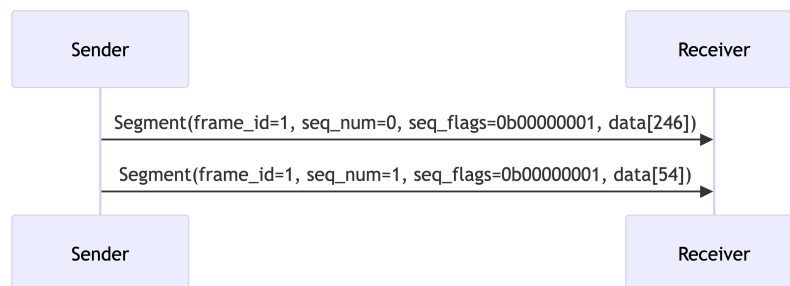 Sender
Receiver
Segment(frame_id=1, seq_num=0, seq_flags=0b00000001, data[246])
Segment(frame_id=1, seq_num=1, seq_flags=0b00000001, data[54])
Sender
Receiver